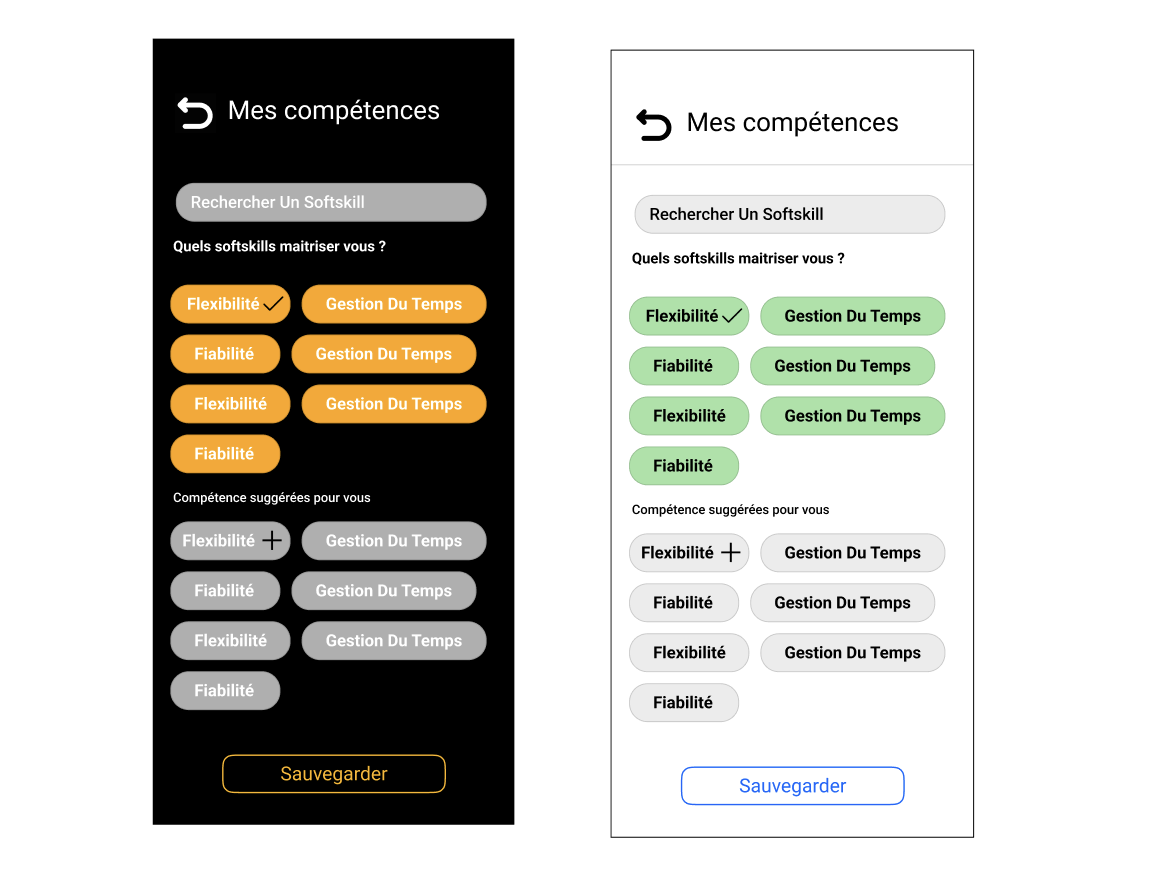 Mes compétences
Rechercher Un Softskill
Quels softskills maitriser vous ?
Flexibilité
Gestion Du Temps
Fiabilité
Gestion Du Temps
Flexibilité
Gestion Du Temps
Fiabilité
Compétence suggérées pour vous
Flexibilité
Gestion Du Temps
Fiabilité
Gestion Du Temps
Flexibilité
Gestion Du Temps
Fiabilité
Sauvegarder
Mes compétences
Rechercher Un Softskill
Quels softskills maitriser vous ?
Flexibilité
Gestion Du Temps
Fiabilité
Gestion Du Temps
Flexibilité
Gestion Du Temps
Fiabilité
Compétence suggérées pour vous
Flexibilité
Gestion Du Temps
Fiabilité
Gestion Du Temps
Flexibilité
Gestion Du Temps
Fiabilité
Sauvegarder